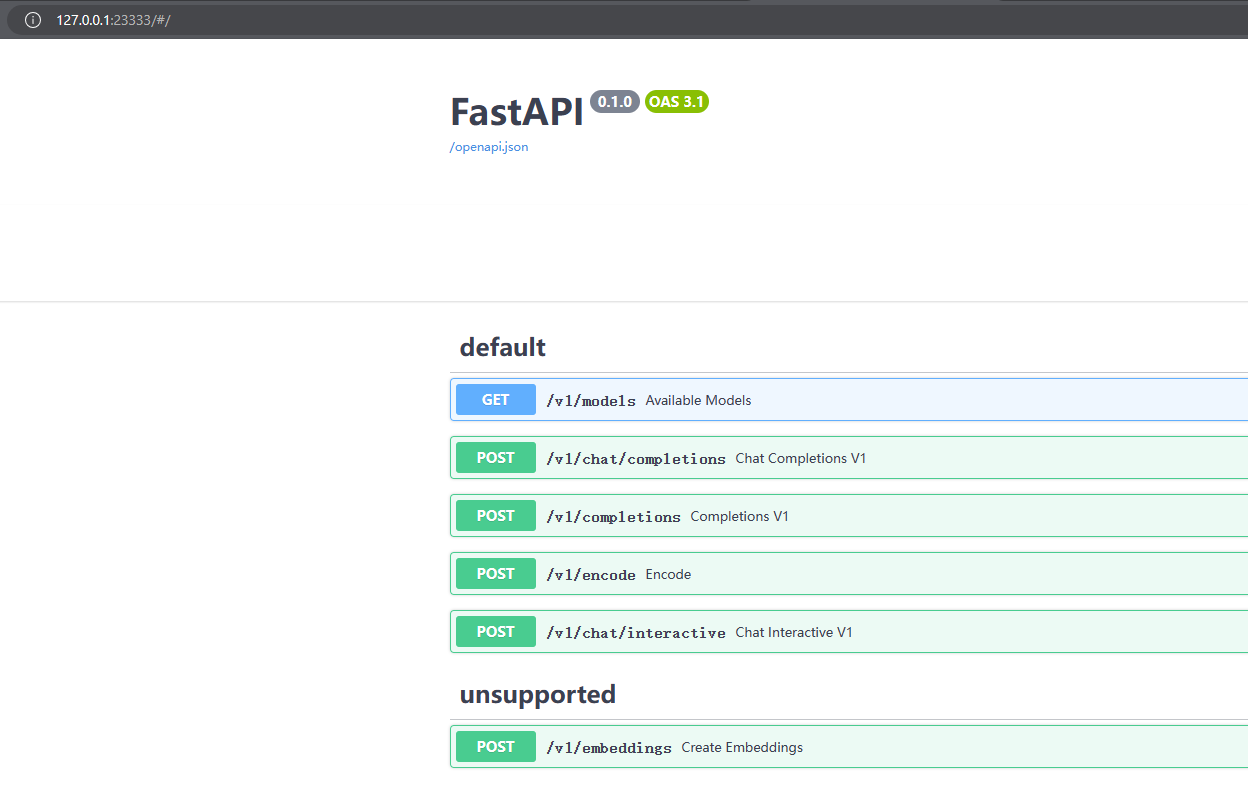 127.0.0.1:23333/#/
FastAPI 0.1.0 OAS 3.1
/openapi.json
default
GET /v1/models Available Models
POST /v1/chat/completions Chat Completions V1
POST /v1/completions Completions V1
POST /v1/encode Encode
POST /v1/chat/interactive Chat Interactive V1
unsupported
POST /v1/embeddings Create Embeddings